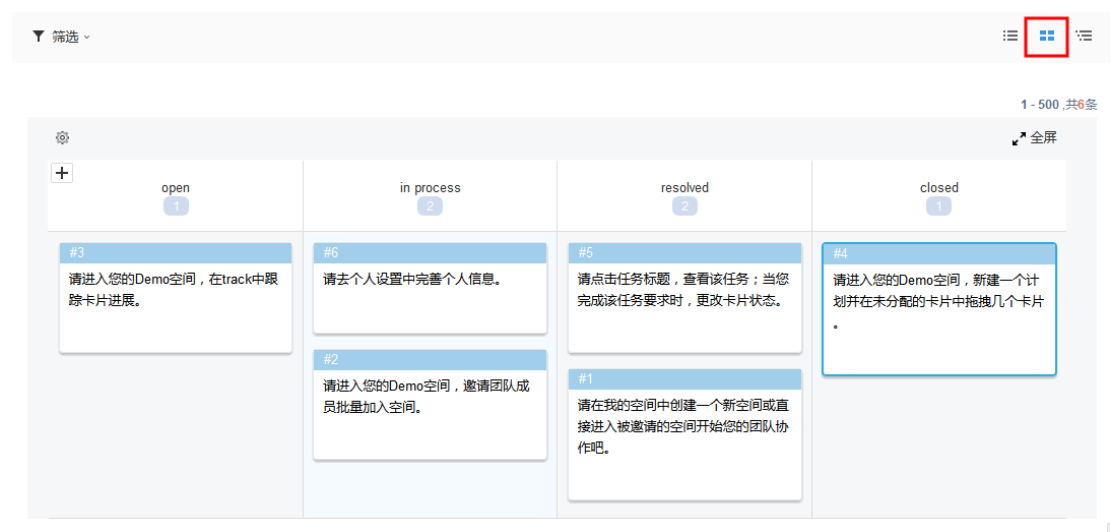 筛选
1 - 500 ,共6条
全屏
open
1
in process
2
resolved
2
closed
1
#3
请进入您的Demo空间，在track中跟
踪卡片进展。
#6
请去个人设置中完善个人信息。
#2
请进入您的Demo空间，邀请团队成
员批量加入空间。
#5
请点击任务标题，查看该任务；当您
完成该任务要求时，更改卡片状态。
#1
请在我的空间中创建一个新空间或直
接进入被邀请的空间开始您的团队协
作吧。
#4
请进入您的Demo空间，新建一个计
划并在未分配的卡片中拖拽几个卡片
。